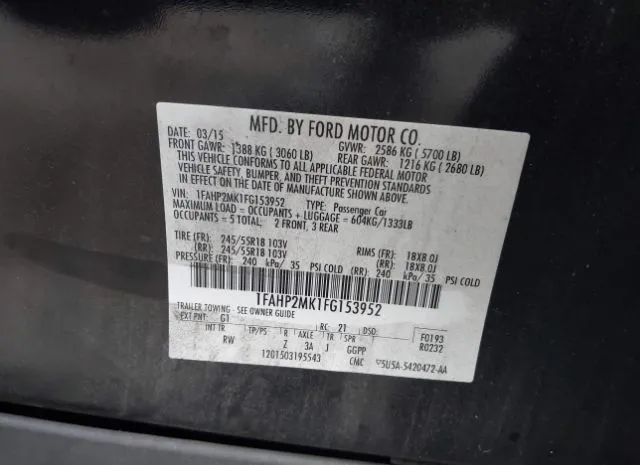 MFD. BY FORD MOTOR CO.
DATE: 03/15 GVWR: 2586 KG ( 5700 LB)
FRONT GAWR: 1388 KG ( 3060 LB) REAR GAWR: 1216 KG ( 2680 LB)
THIS VEHICLE CONFORMS TO ALL APPLICABLE FEDERAL MOTOR
VEHICLE SAFETY, BUMPER, AND THEFT PREVENTION STANDARDS
IN EFFECT ON THE DATE OF MANUFACTURE SHOWN ABOVE.
VIN: 1FAHP2MK1FG153952 TYPE: Passenger Car
MAXIMUM LOAD = OCCUPANTS + LUGGAGE = 604KG/1333LB
OCCUPANTS = 5 TOTAL: 2 FRONT, 3 REAR
TIRE (FR): 245/55R18 103V RIMS (FR): 18X8.0J
(RR): 245/55R18 103V (RR): 18X8.0J
PRESSURE (FR): 240 kPa/ 35 PSI COLD (RR): 240 kPa/ 35 PSI COLD
1FAHP2MK1FG153952
TRAILER TOWING - SEE OWNER GUIDE
EXT PNT: G1 RC: 21 DSO: F0193
INT TR TP/PS R AXLE TR SPR R0232
RW Z 3A J GGPP
1201503195543 CMC 5U5A-5420472-AA